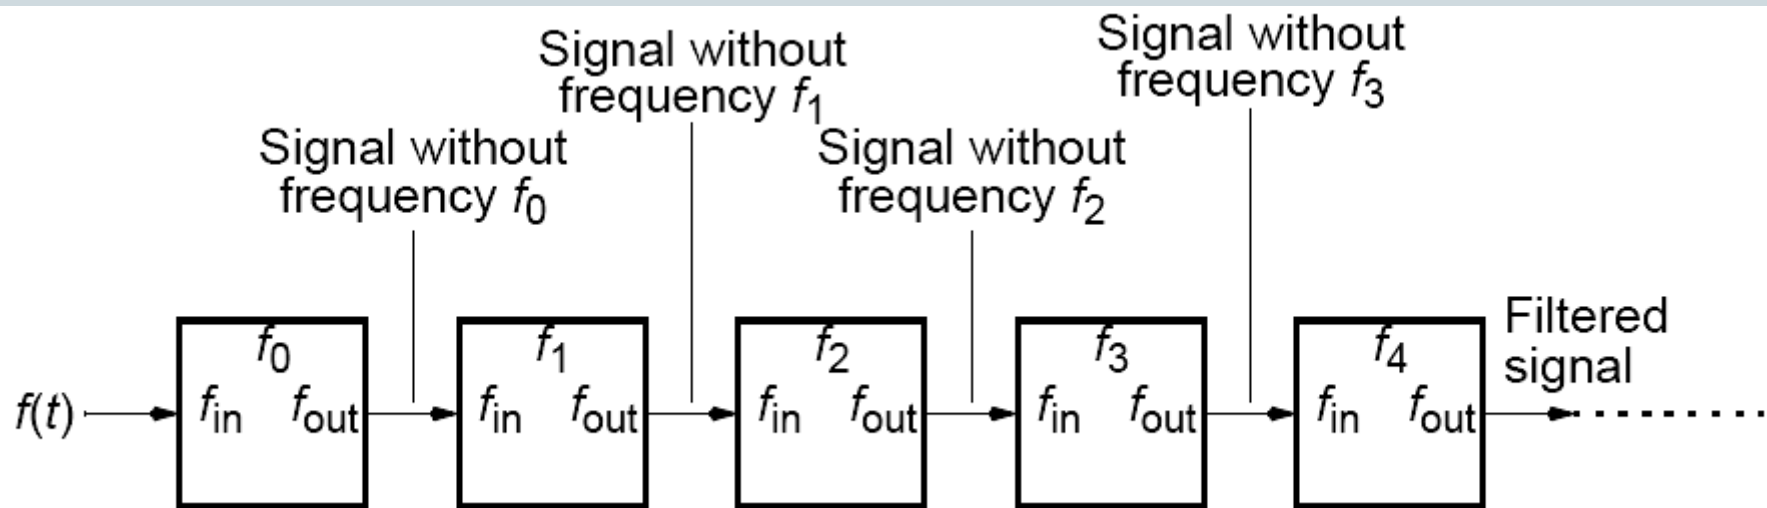 Signal without
frequency f0
Signal without
frequency f1
Signal without
frequency f2
Signal without
frequency f3
f(t)
f0
fin fout
f1
fin fout
f2
fin fout
f3
fin fout
f4
fin fout
Filtered
signal